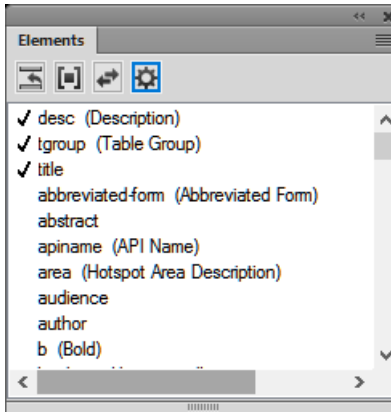 Elements
desc (Description)
tgroup (Table Group)
title
abbreviated-form (Abbreviated Form)
abstract
apiname (API Name)
area (Hotspot Area Description)
audience
author
b (Bold)